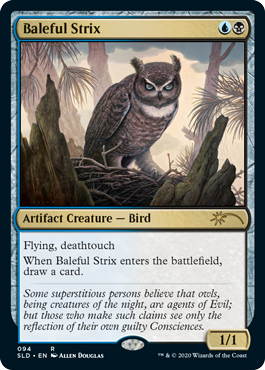 Baleful Strix
Artifact Creature — Bird
Flying, deathtouch
When Baleful Strix enters the battlefield,
draw a card.
Some superstitious persons believe that owls,
being creatures of the night, are agents of Evil;
but those who make such claims see only the
reflection of their own guilty Consciences.
1/1
094 R
SLD • EN ALLEN DOUGLAS
™ & © 2020 Wizards of the Coast